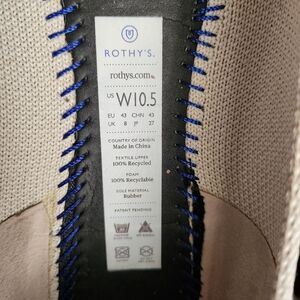 ROTHY'S.
rothys.com
US W10.5
EU 43 CHN 43
UK 8 JP 27
COUNTRY OF ORIGIN
Made in China
TEXTILE UPPER
100% Recycled
FOAM
100% Recyclable
SOLE MATERIAL
Rubber
PATENT PENDING